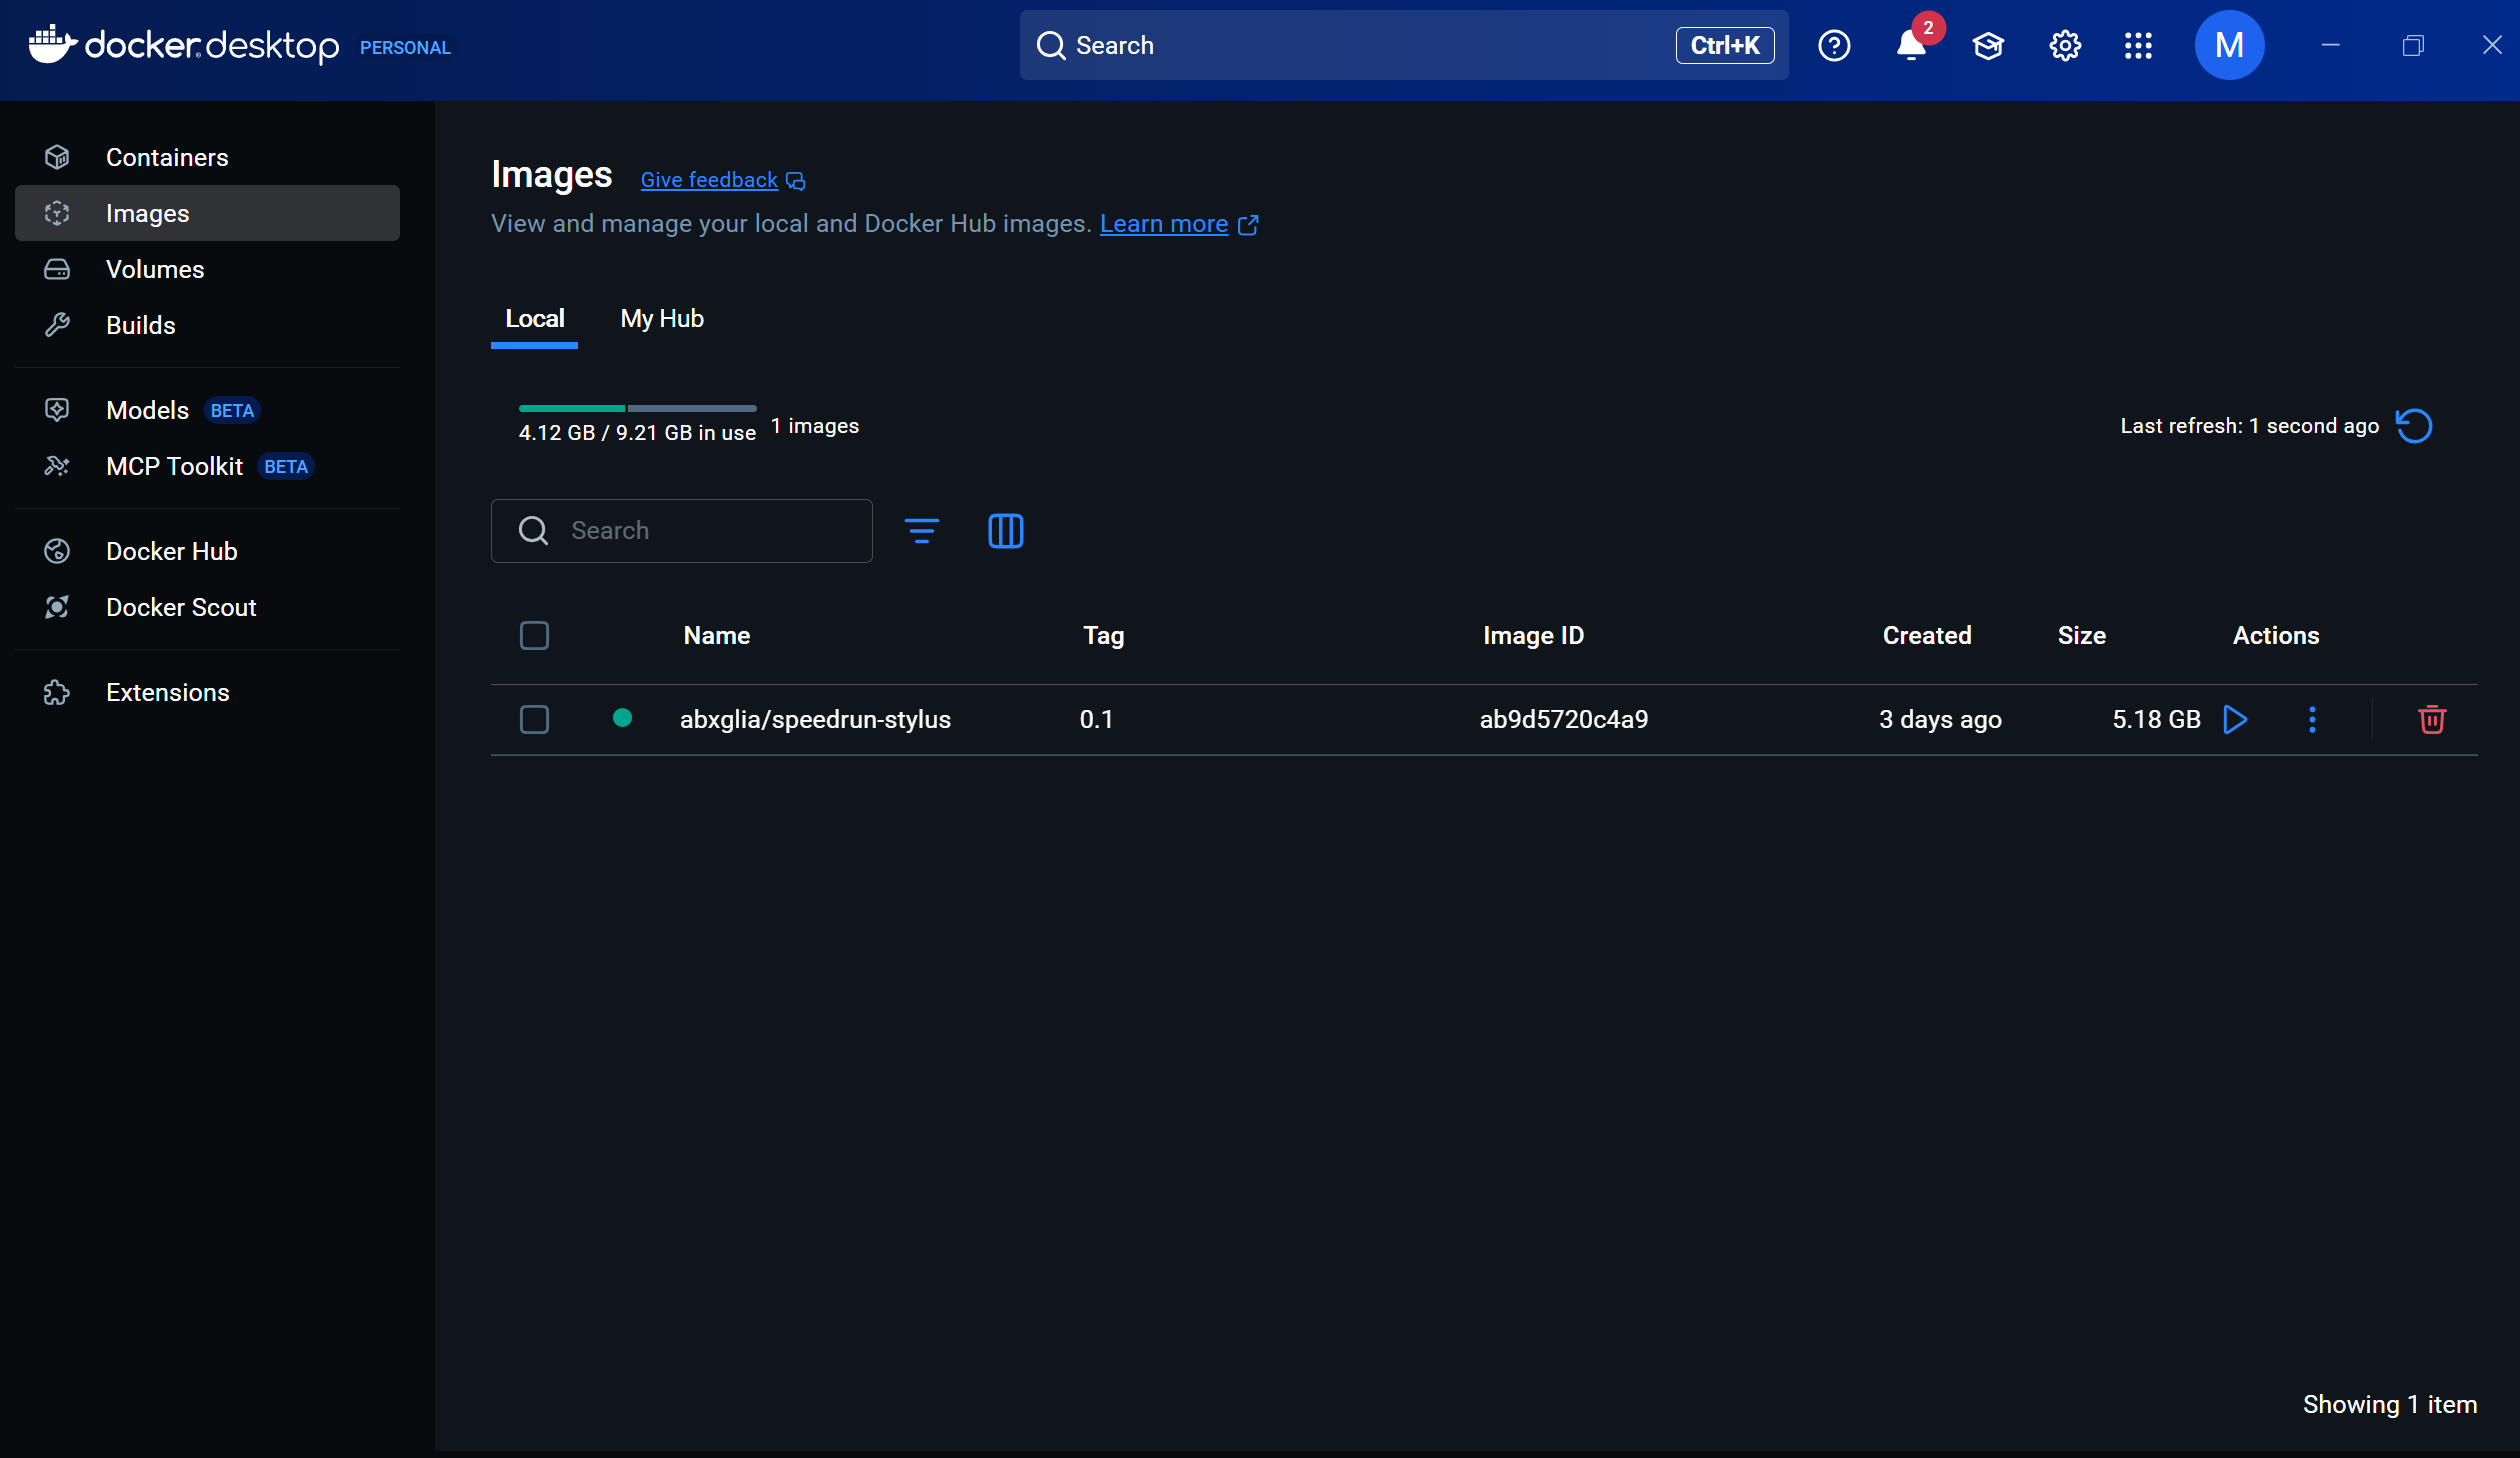 docker desktop PERSONAL
Search
Ctrl+K
2
M
Containers
Images
Volumes
Builds
Models BETA
MCP Toolkit BETA
Docker Hub
Docker Scout
Extensions
Images Give feedback
View and manage your local and Docker Hub images. Learn more
Local My Hub
4.12 GB / 9.21 GB in use 1 images
Last refresh: 1 second ago
Search
Name Tag Image ID Created Size Actions
abxglia/speedrun-stylus 0.1 ab9d5720c4a9 3 days ago 5.18 GB
Showing 1 item